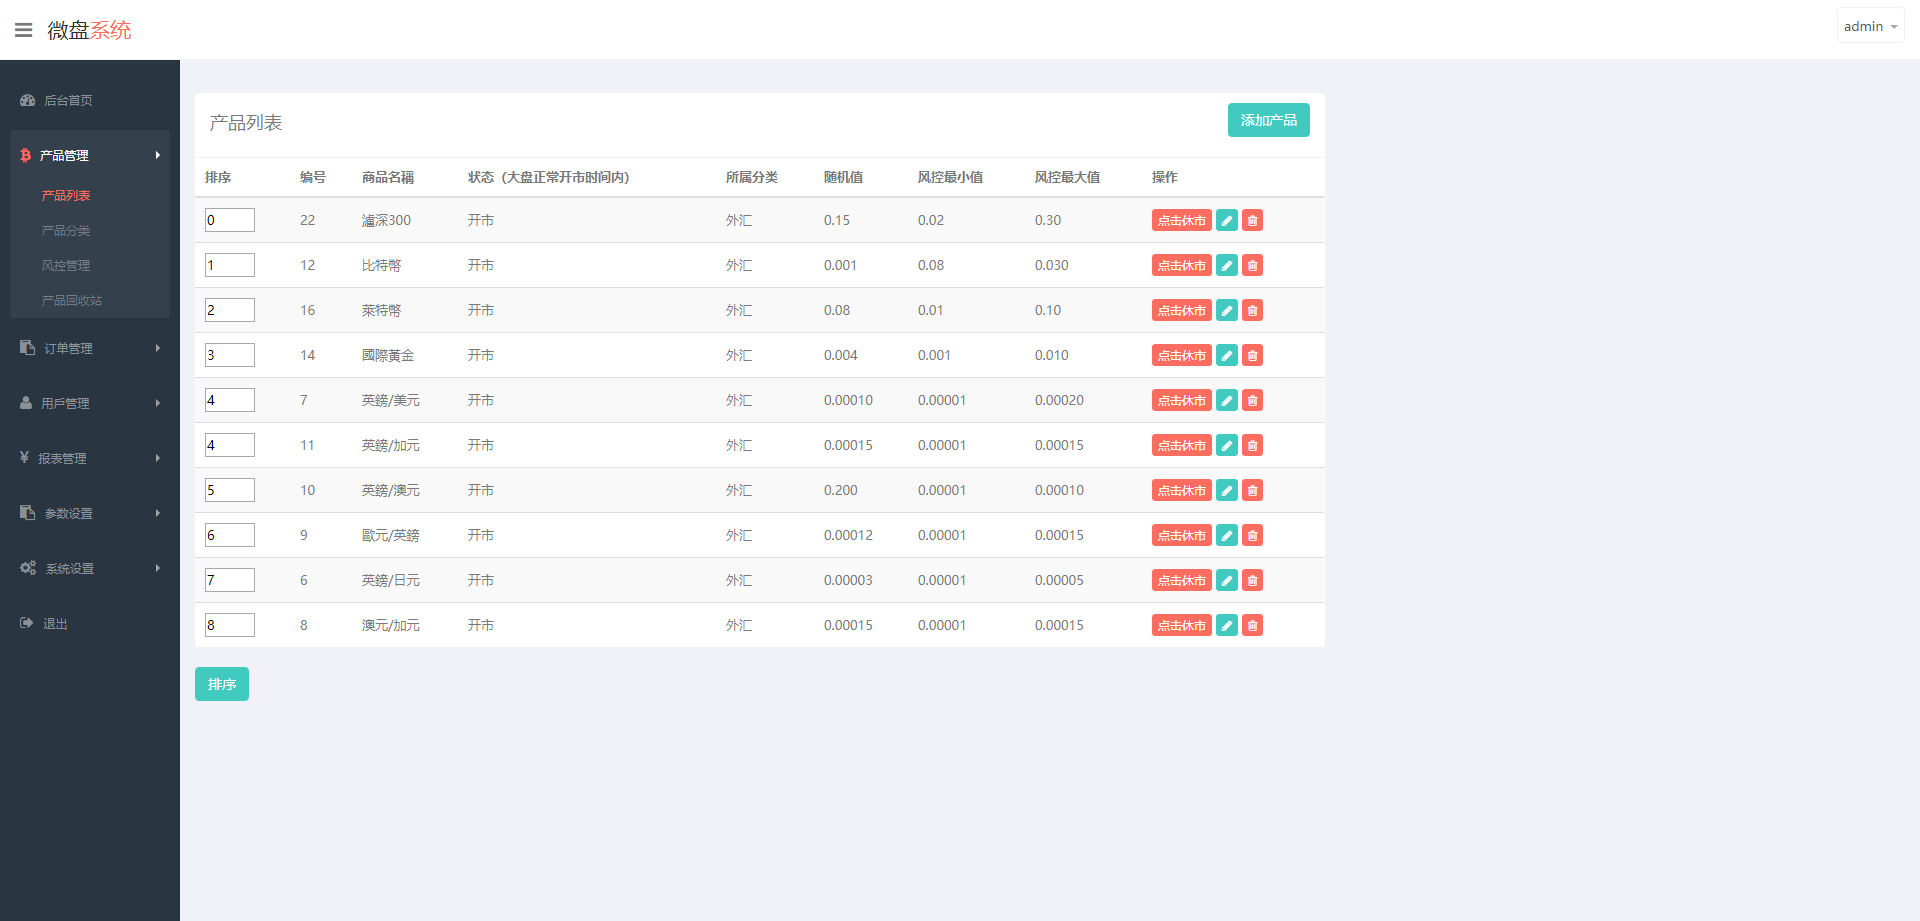 微盘系统
admin
后台首页
产品管理
产品列表
产品分类
风控管理
产品回收站
订单管理
用戶管理
报表管理
参数设置
系统设置
退出
产品列表
添加产品
排序 编号 商品名稱 状态（大盘正常开市时间内） 所属分类 随机值 风控最小值 风控最大值 操作
0 22 瀘深300 开市 外汇 0.15 0.02 0.30 点击休市
1 12 比特幣 开市 外汇 0.001 0.08 0.030 点击休市
2 16 萊特幣 开市 外汇 0.08 0.01 0.10 点击休市
3 14 國際黃金 开市 外汇 0.004 0.001 0.010 点击休市
4 7 英鎊/美元 开市 外汇 0.00010 0.00001 0.00020 点击休市
4 11 英鎊/加元 开市 外汇 0.00015 0.00001 0.00015 点击休市
5 10 英鎊/澳元 开市 外汇 0.200 0.00001 0.00010 点击休市
6 9 歐元/英鎊 开市 外汇 0.00012 0.00001 0.00015 点击休市
7 6 英鎊/日元 开市 外汇 0.00003 0.00001 0.00005 点击休市
8 8 澳元/加元 开市 外汇 0.00015 0.00001 0.00015 点击休市
排序